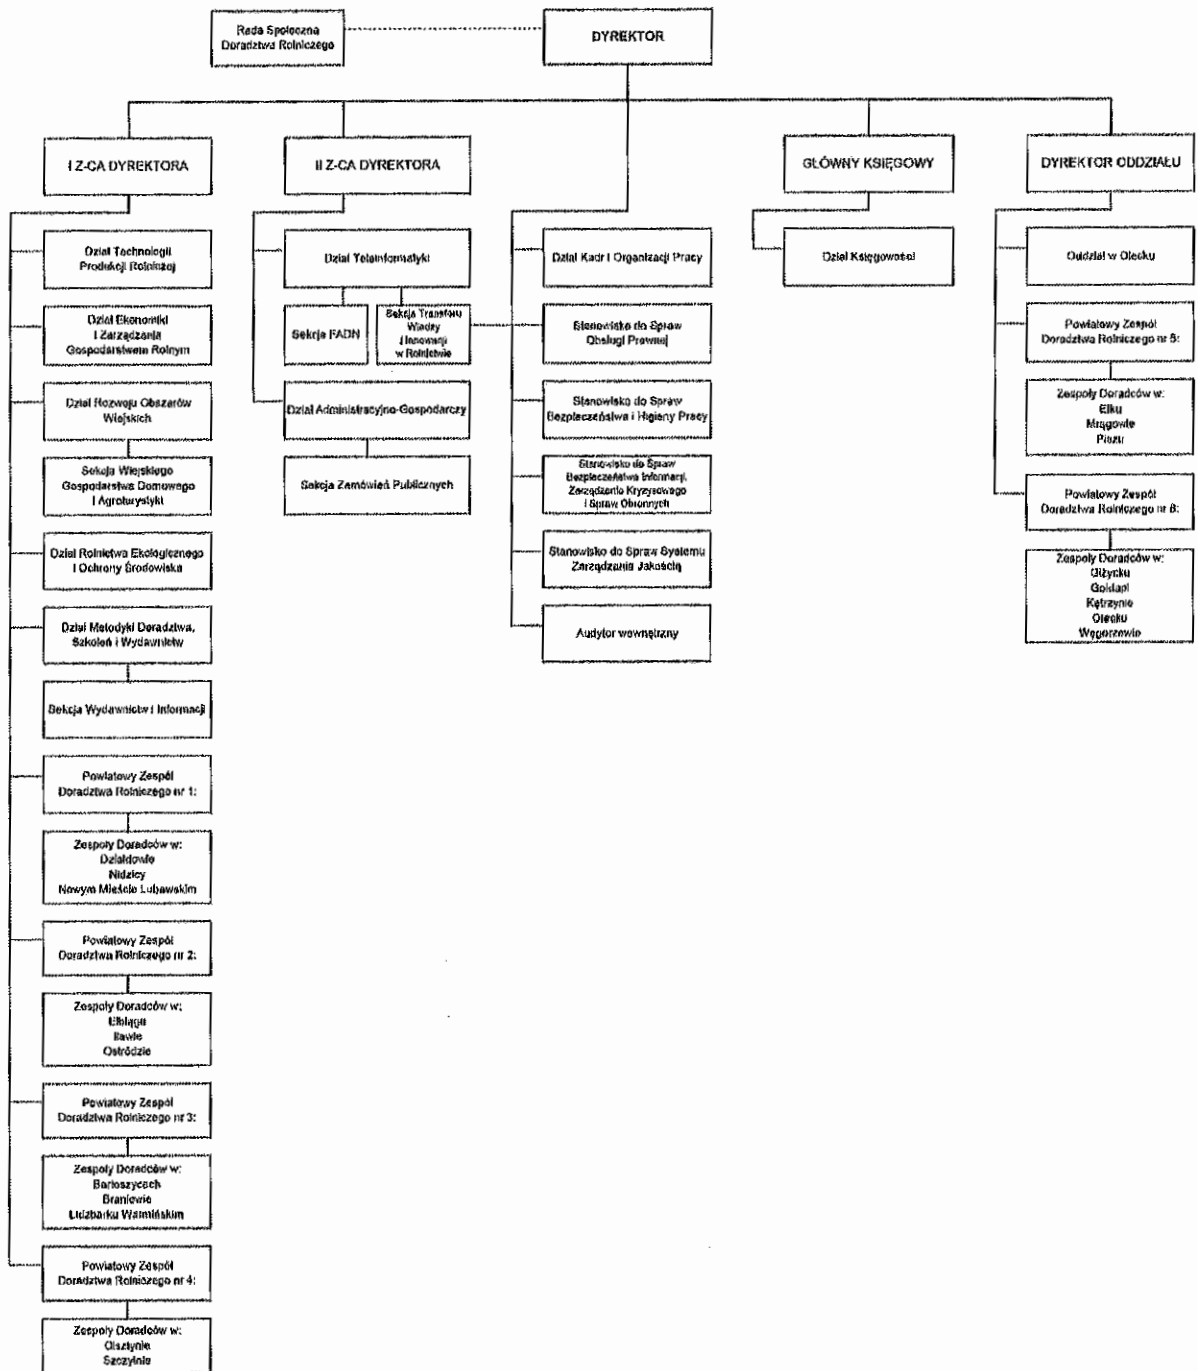 Rada Społeczna
Doradztwa Rolniczego
DYREKTOR
I Z-CA DYREKTORA
II Z-CA DYREKTORA
GŁÓWNY KSIĘGOWY
DYREKTOR ODDZIAŁU
Dział Technologii
Produkcji Rolniczej
Dział Ekonomiki
i Zarządzania
Gospodarstwem Rolnym
Dział Rozwoju Obszarów
Wiejskich
Sekcja Wiejskiego
Gospodarstwa Domowego
i Agroturystyki
Dział Rolnictwa Ekologicznego
i Ochrony Środowiska
Dział Metodyki Doradztwa,
Szkoleń i Wydawnictw
Sekcja Wydawnictw i Informacji
Powiatowy Zespół
Doradztwa Rolniczego nr 1:
Zespoły Doradców w:
Działdowie
Nidzicy
Nowym Mieście Lubawskim
Powiatowy Zespół
Doradztwa Rolniczego nr 2:
Zespoły Doradców w:
Elblągu
Iławie
Ostródzie
Powiatowy Zespół
Doradztwa Rolniczego nr 3:
Zespoły Doradców w:
Bartoszycach
Braniewie
Lidzbarku Warmińskim
Powiatowy Zespół
Doradztwa Rolniczego nr 4:
Zespoły Doradców w:
Olsztynie
Szczytnie
Dział Teleinformatyki
Sekcja FADN
Sekcja Transferu
Wiedzy
i Innowacji
w Rolnictwie
Dział Administracyjno-Gospodarczy
Sekcja Zamówień Publicznych
Dział Kadr i Organizacji Pracy
Stanowisko do Spraw
Obsługi Prawnej
Stanowisko do Spraw
Bezpieczeństwa i Higieny Pracy
Stanowisko do Spraw
Bezpieczeństwa Informacji,
Zarządzania Kryzysowego
i Spraw Obronnych
Stanowisko do Spraw Systemu
Zarządzania Jakością
Audytor wewnętrzny
Dział Księgowości
Oddział w Olecku
Powiatowy Zespół
Doradztwa Rolniczego nr 5:
Zespoły Doradców w:
Ełku
Mrągowie
Piszu
Powiatowy Zespół
Doradztwa Rolniczego nr 6:
Zespoły Doradców w:
Giżycku
Gołdapi
Kętrzynie
Olecku
Węgorzewie